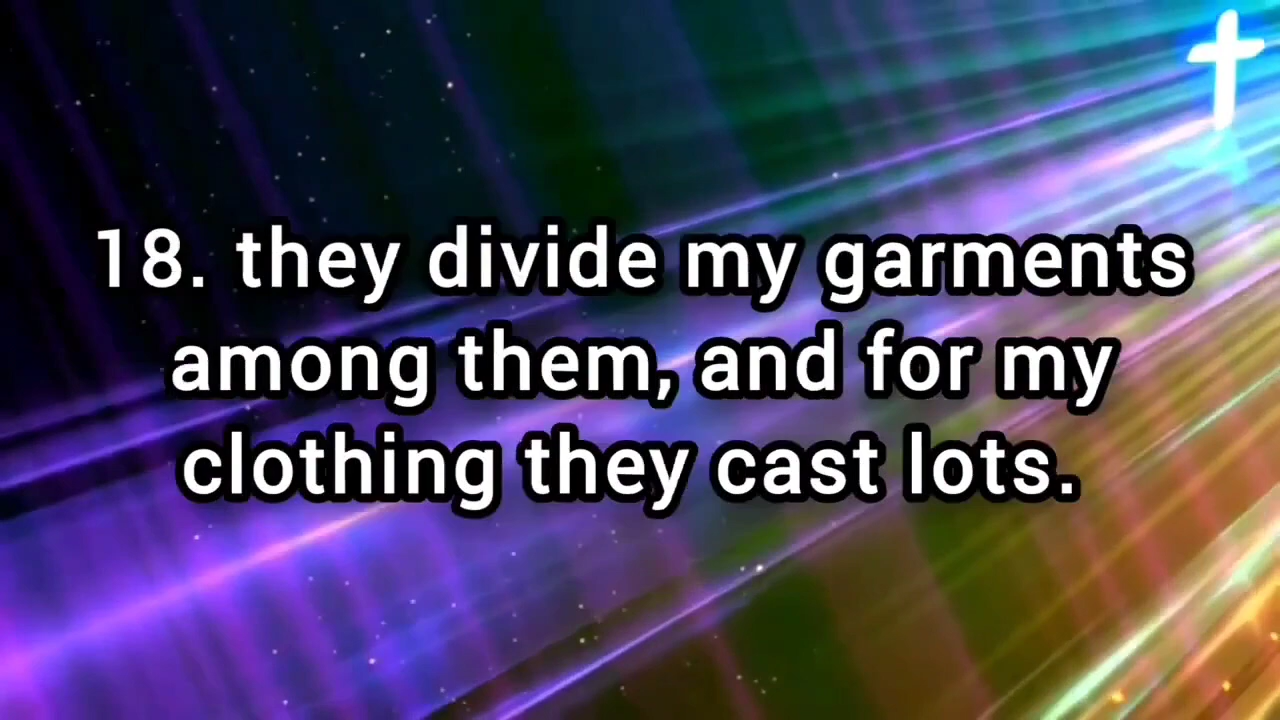 18. they divide my garments
among them, and for my
clothing they cast lots.